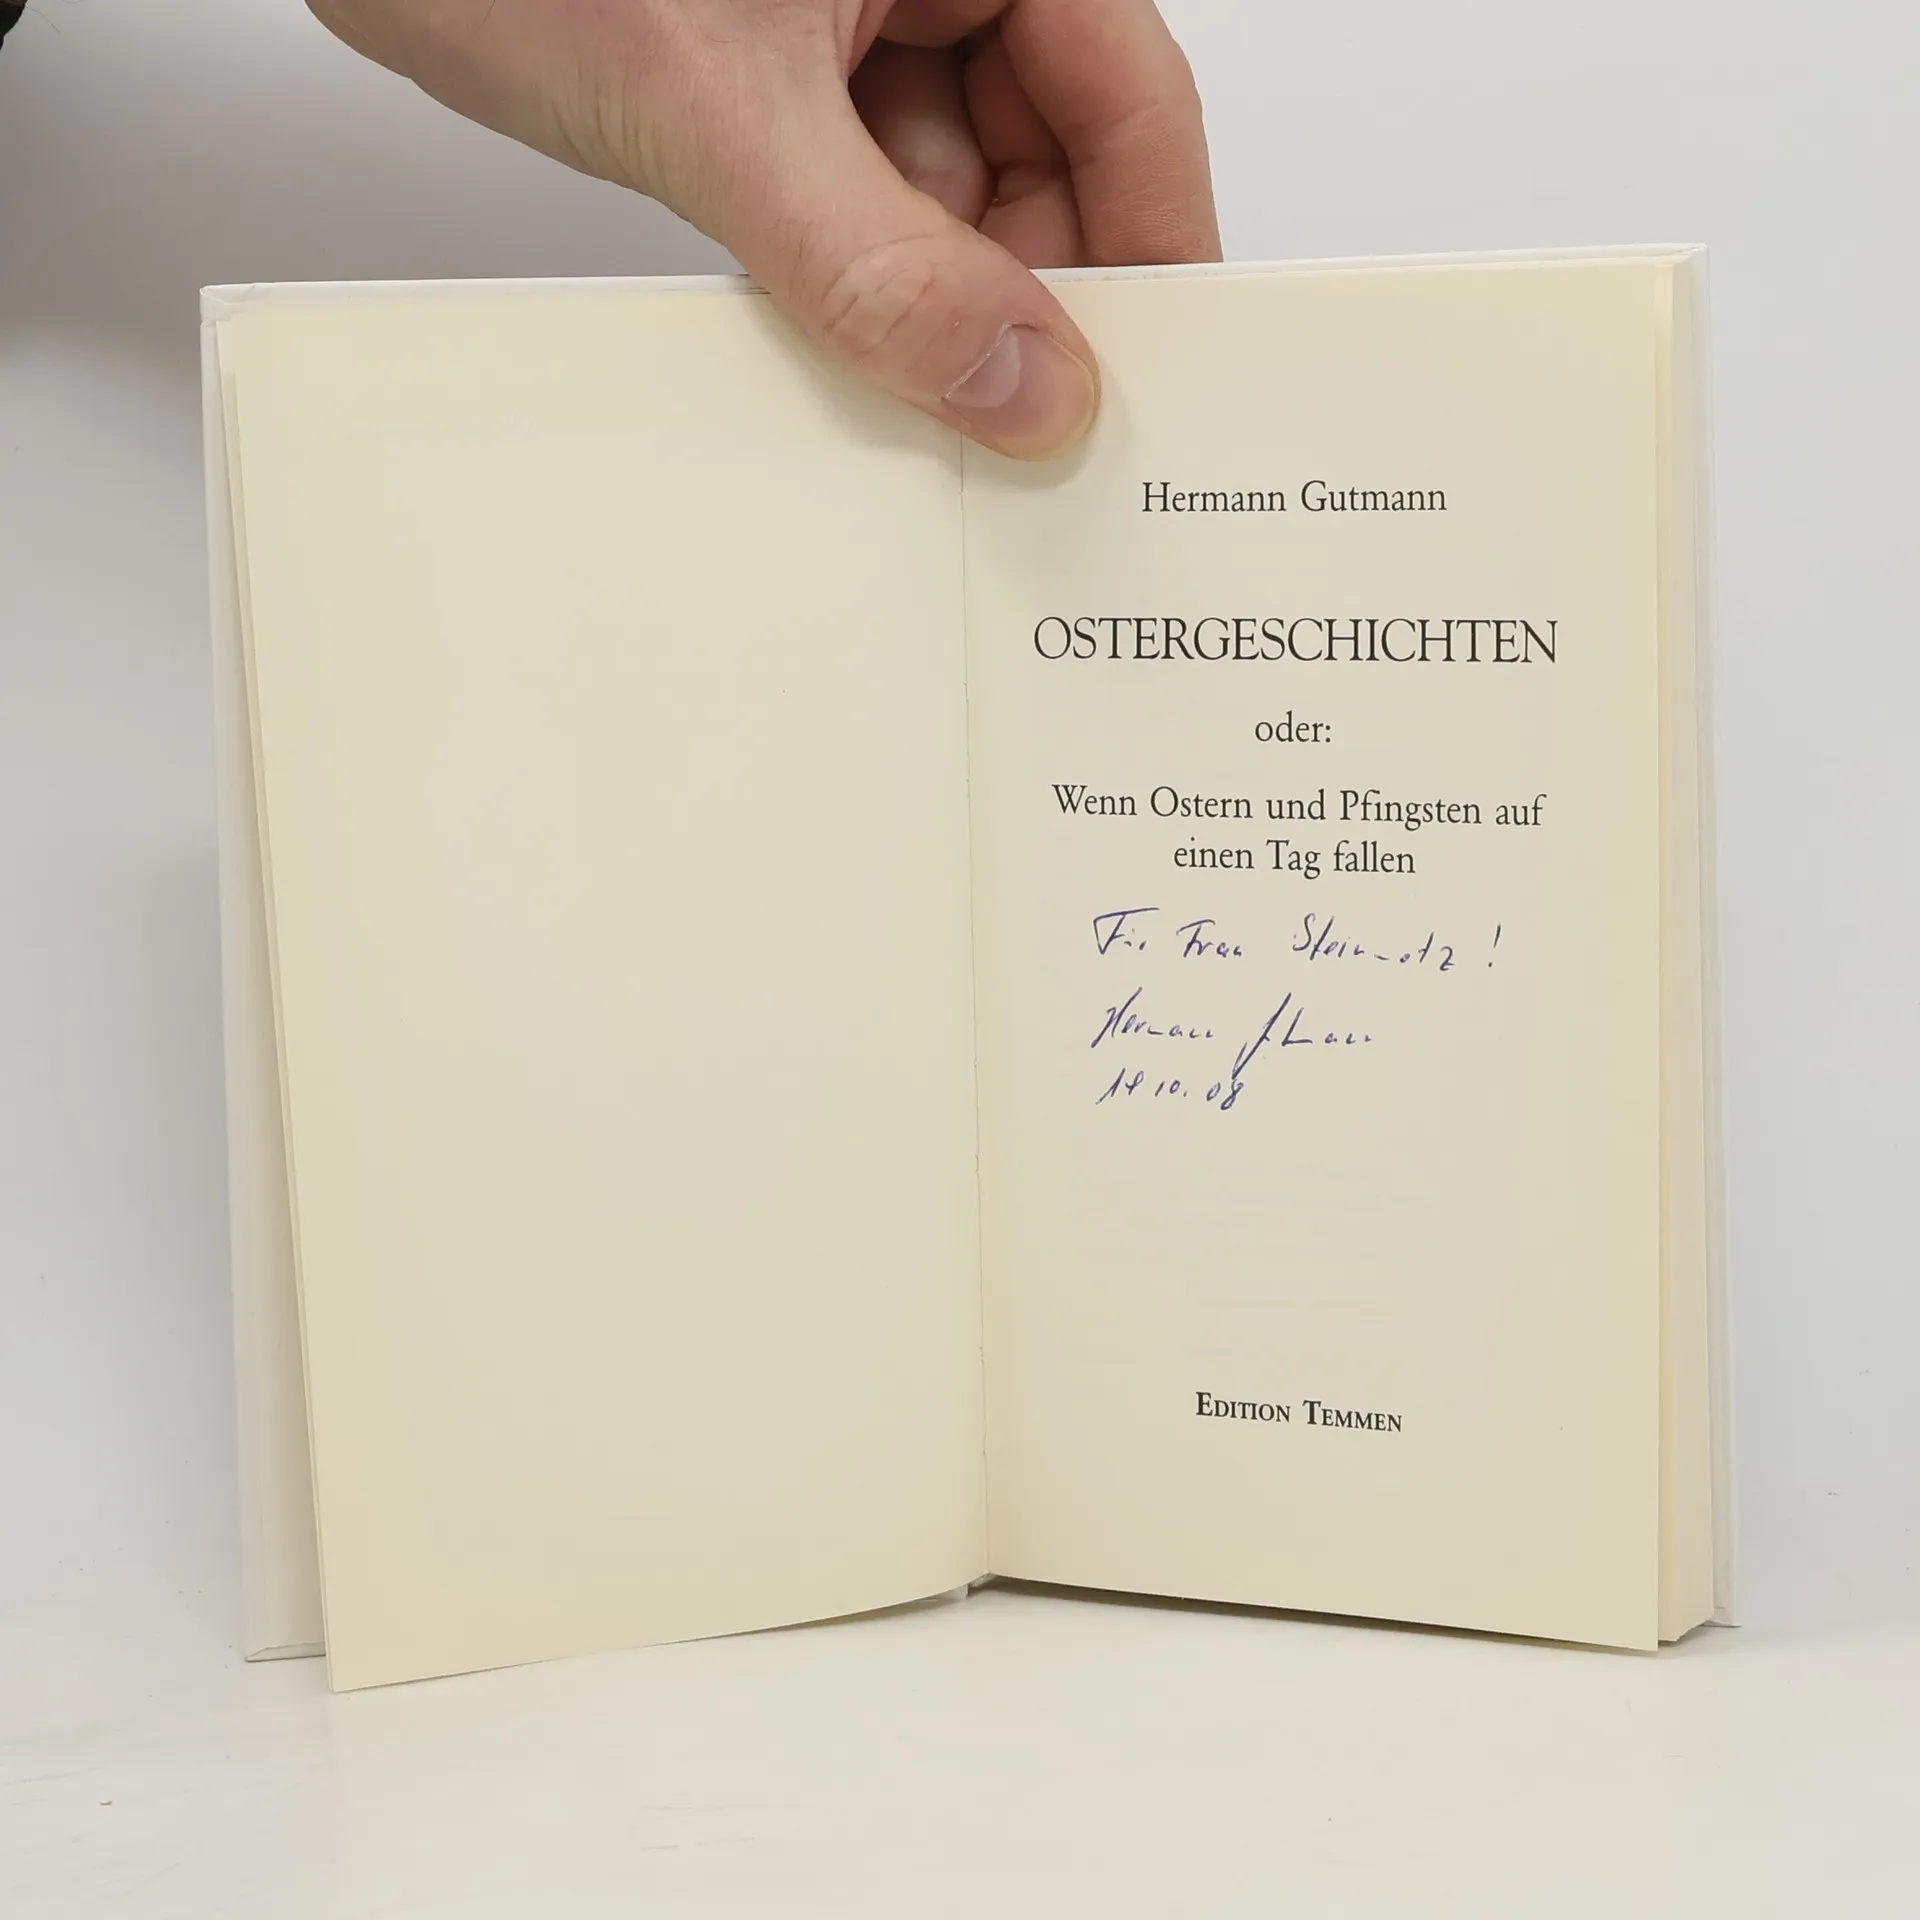 Hermann Gutmann
OSTERGESCHICHTEN
oder:
Wenn Ostern und Pfingsten auf
einen Tag fallen
Für Frau Steinmetz !
Hermann Gutmann
10. 08
EDITION TEMMEN